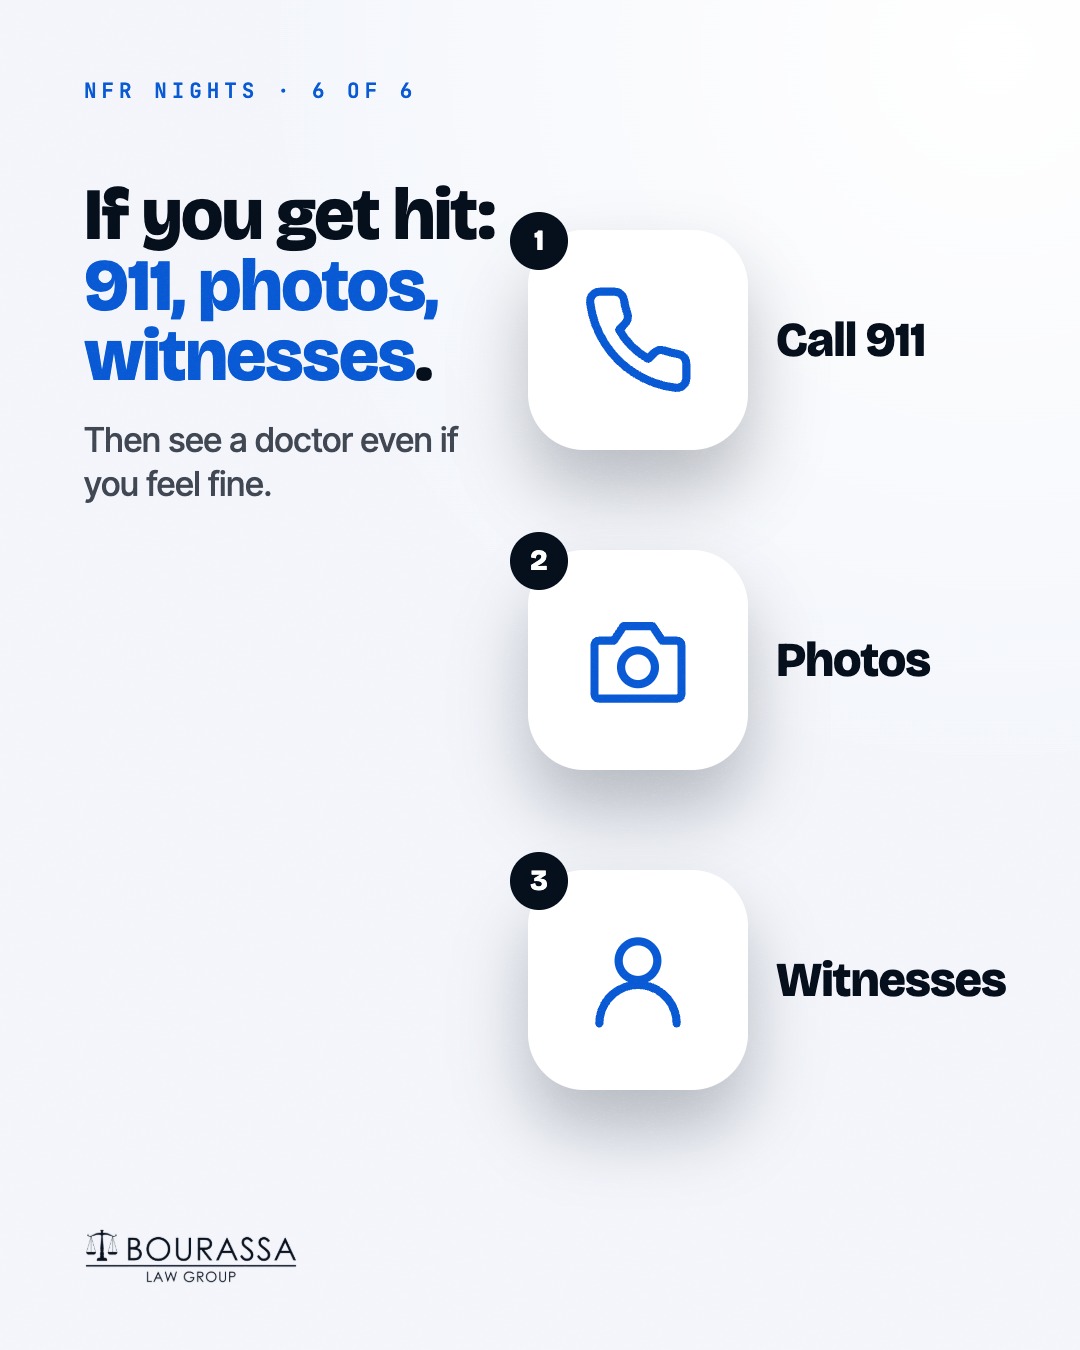 NFR NIGHTS · 6 OF 6
If you get hit:
911, photos,
witnesses.
Then see a doctor even if
you feel fine.
1
Call 911
2
Photos
3
Witnesses
BOURASSA
LAW GROUP